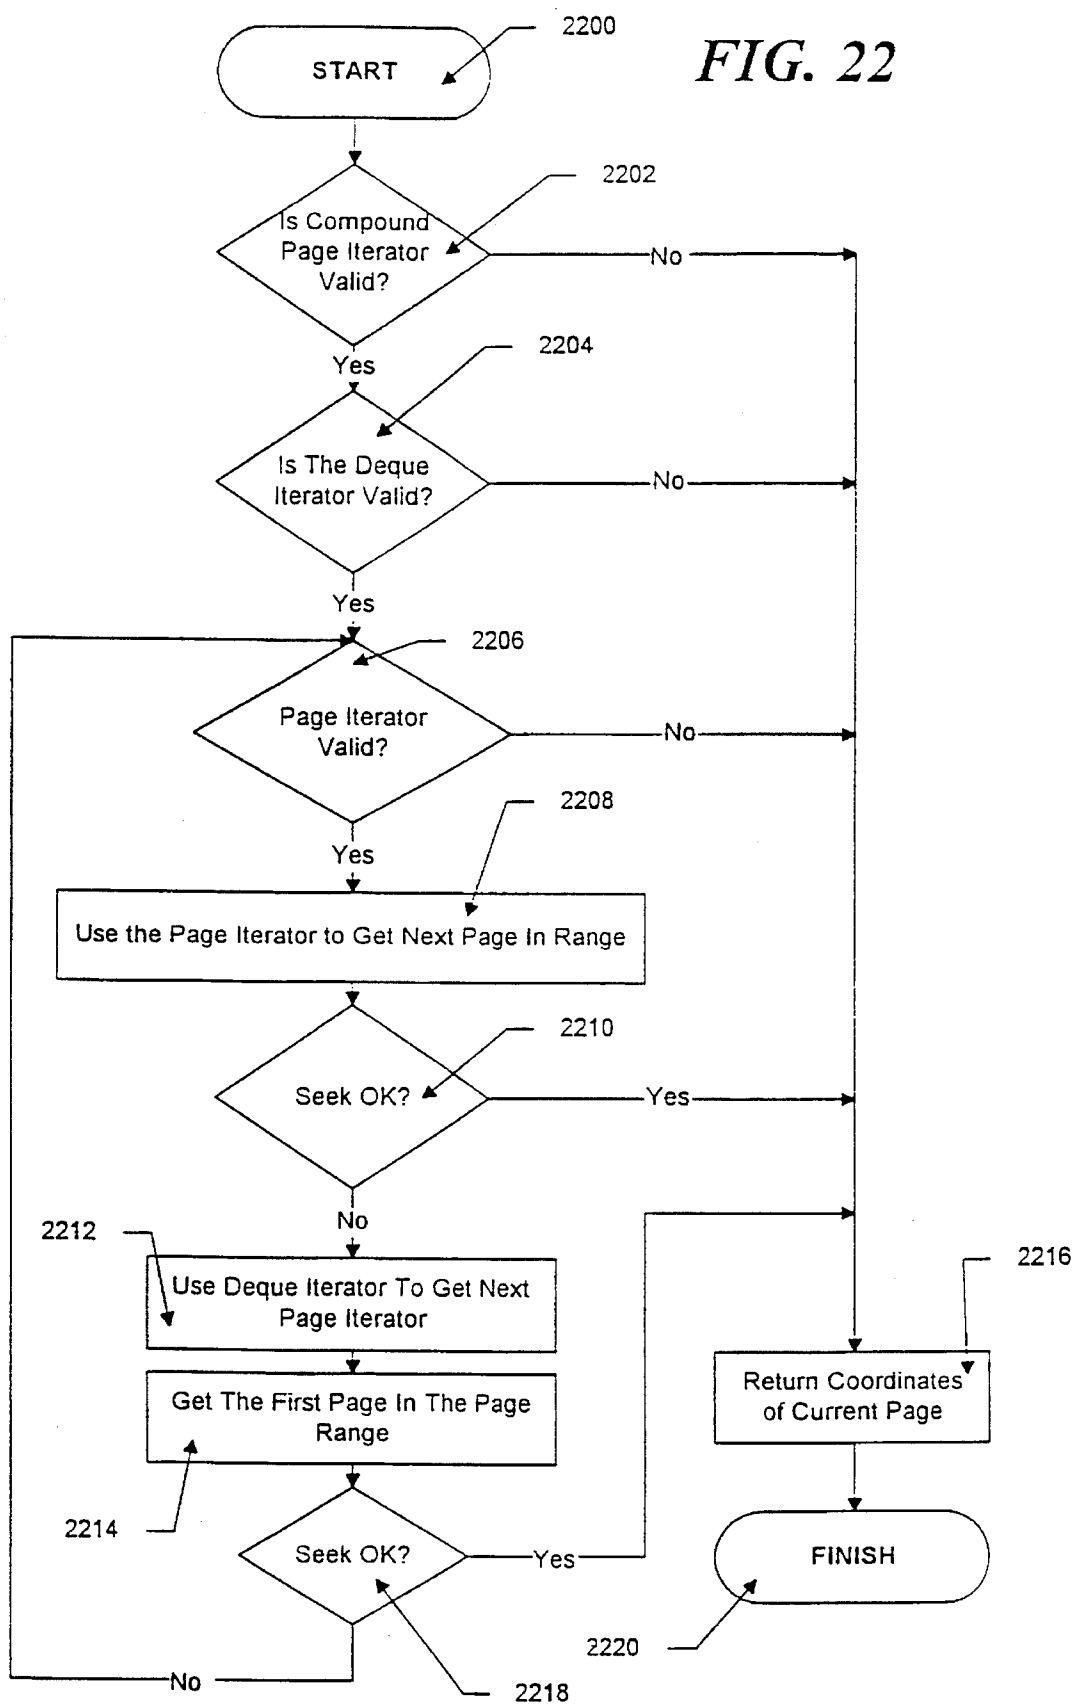 2200
FIG. 22
START
2202
Is Compound
Page Iterator
Valid?
No
Yes
2204
Is The Deque
Iterator Valid?
No
Yes
2206
Page Iterator
Valid?
No
2208
Yes
Use the Page Iterator to Get Next Page In Range
2210
Seek OK?
Yes
No
2212
Use Deque Iterator To Get Next
Page Iterator
2216
Get The First Page In The Page
Range
Return Coordinates
of Current Page
2214
Seek OK?
Yes
FINISH
2220
No
2218